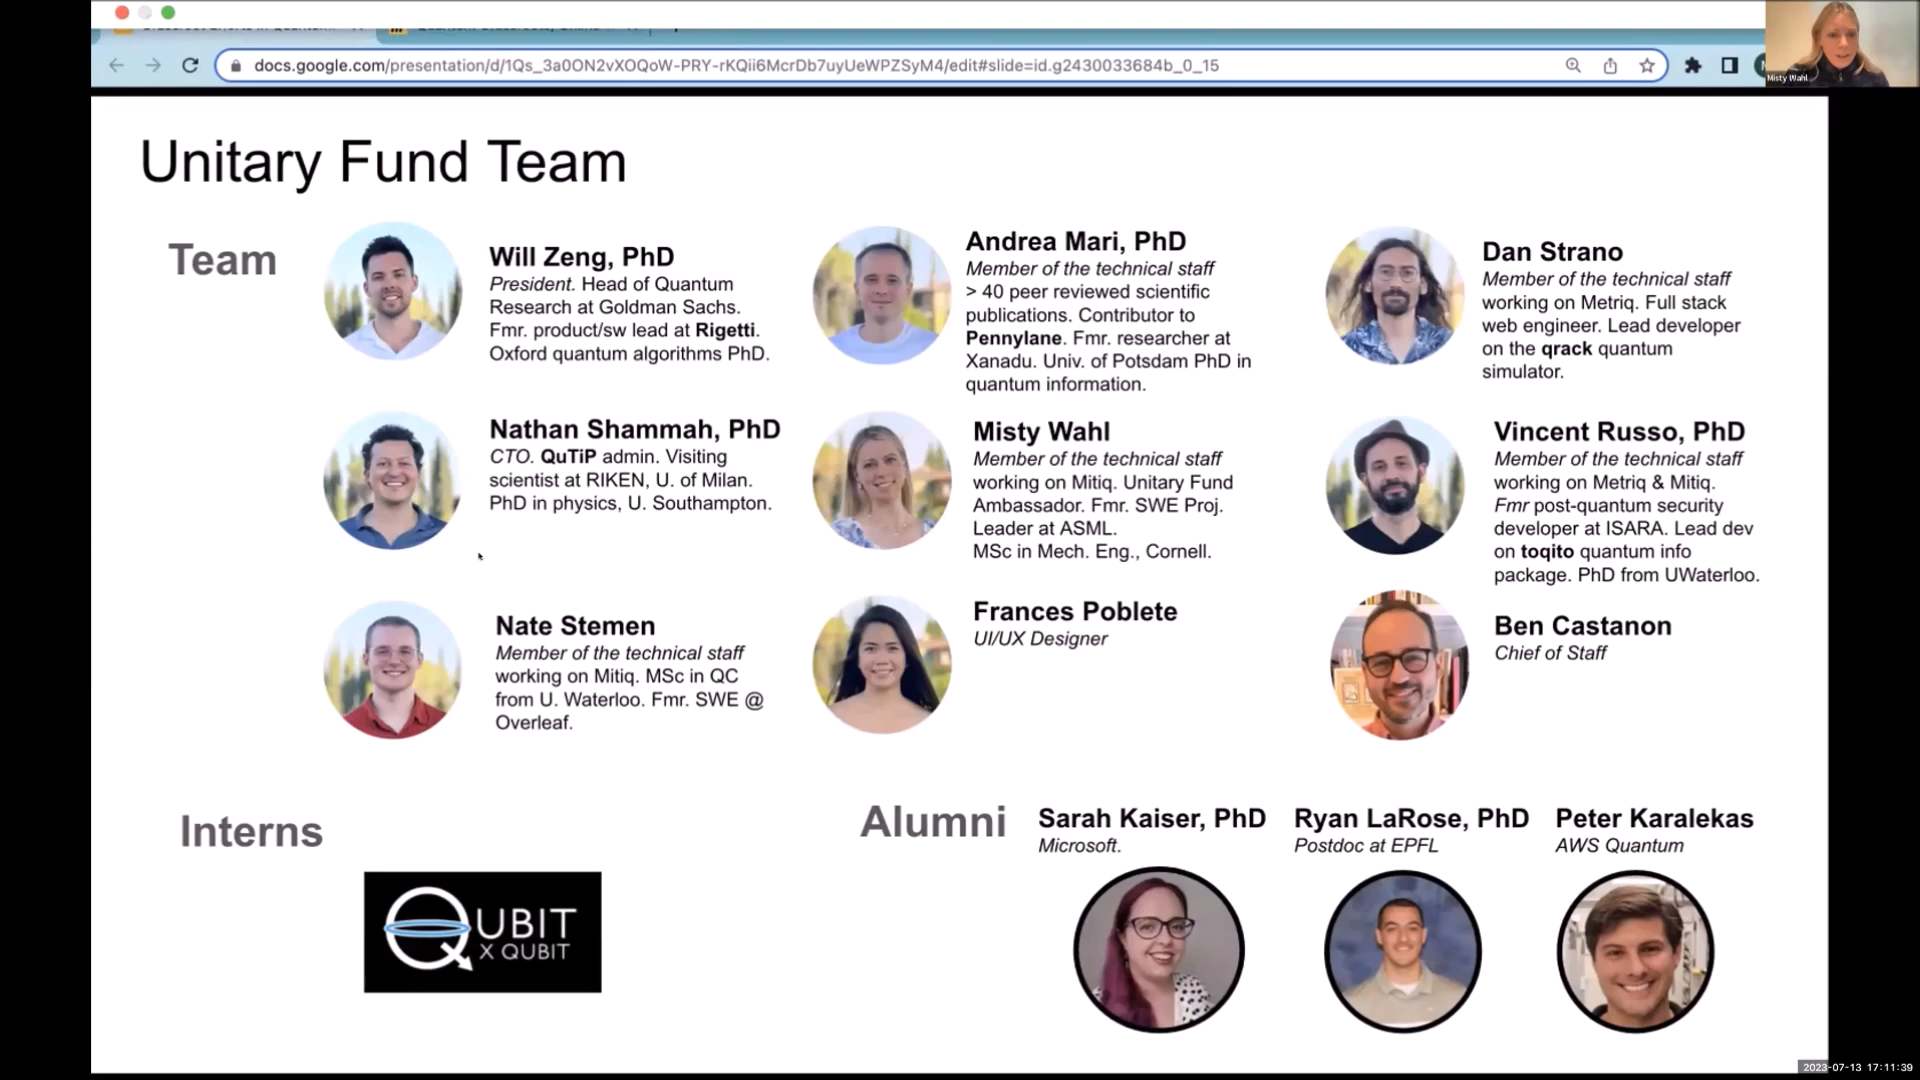 docs.google.com/presentation/d/1Qs_3a0ON2vXOQoW-PRY-rKQii6McrDb7uyUeWPZSyM4/edit#slide=id.g2430033684b_0_15
Misty Wahl
Unitary Fund Team
Team
Will Zeng, PhD
President. Head of Quantum
Research at Goldman Sachs.
Fmr. product/sw lead at Rigetti.
Oxford quantum algorithms PhD.
Andrea Mari, PhD
Member of the technical staff
> 40 peer reviewed scientific
publications. Contributor to
Pennylane. Fmr. researcher at
Xanadu. Univ. of Potsdam PhD in
quantum information.
Dan Strano
Member of the technical staff
working on Metriq. Full stack
web engineer. Lead developer
on the qrack quantum
simulator.
Nathan Shammah, PhD
CTO. QuTiP admin. Visiting
scientist at RIKEN, U. of Milan.
PhD in physics, U. Southampton.
Misty Wahl
Member of the technical staff
working on Mitiq. Unitary Fund
Ambassador. Fmr. SWE Proj.
Leader at ASML.
MSc in Mech. Eng., Cornell.
Vincent Russo, PhD
Member of the technical staff
working on Metriq & Mitiq.
Fmr post-quantum security
developer at ISARA. Lead dev
on toqito quantum info
package. PhD from UWaterloo.
Nate Stemen
Member of the technical staff
working on Mitiq. MSc in QC
from U. Waterloo. Fmr. SWE @
Overleaf.
Frances Poblete
UI/UX Designer
Ben Castanon
Chief of Staff
Interns
QUBIT
X QUBIT
Alumni
Sarah Kaiser, PhD
Microsoft.
Ryan LaRose, PhD
Postdoc at EPFL
Peter Karalekas
AWS Quantum
2023-07-13 17:11:39